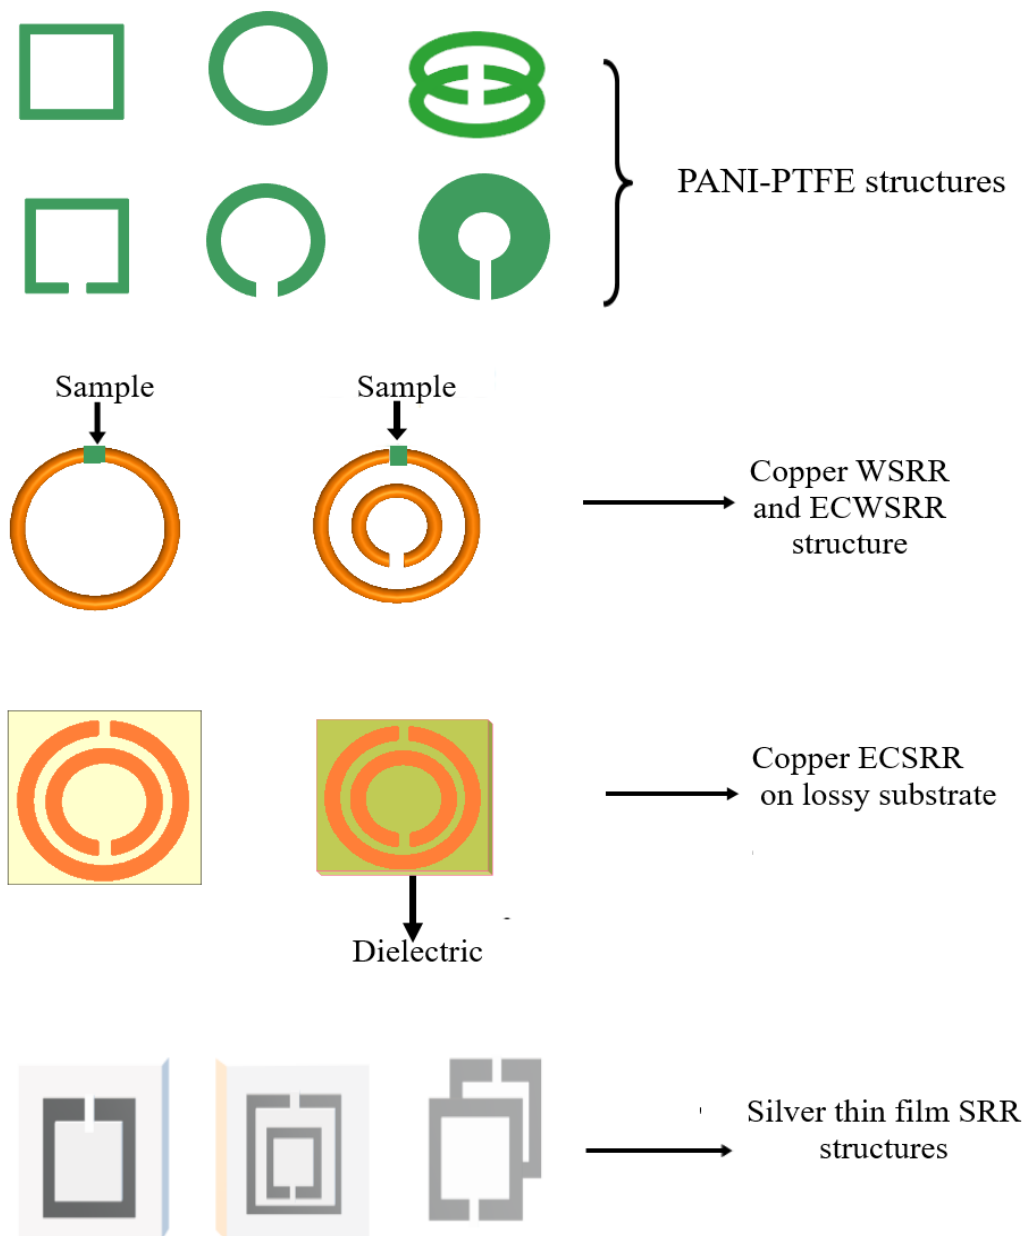 PANI-PTFE structures
Sample
Sample
Copper WSRR
and ECWSRR
structure
Copper ECSRR
on lossy substrate
Dielectric
Silver thin film SRR
structures